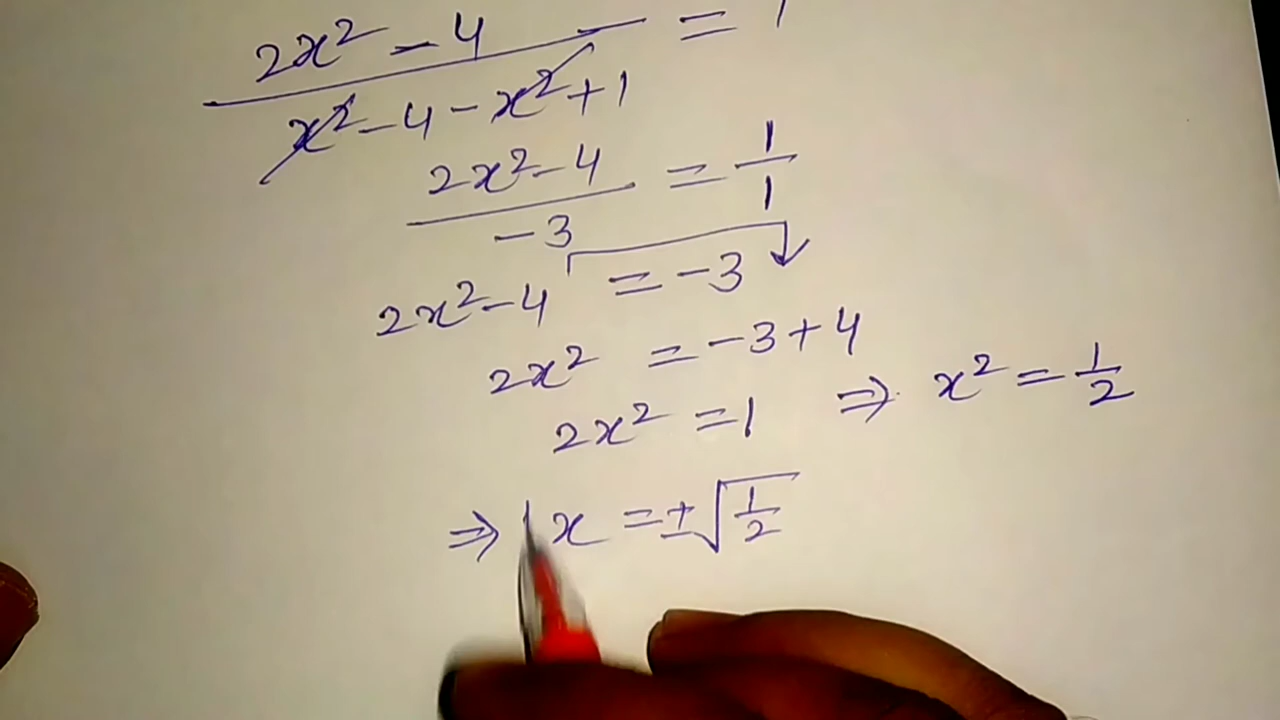 2x² - 4 / x² - 4 - x² + 1 = 1
2x² - 4 / -3 = 1/1
2x² - 4 = -3
2x² = -3 + 4
2x² = 1 ⇒ x² = 1/2
⇒ x = ±√1/2